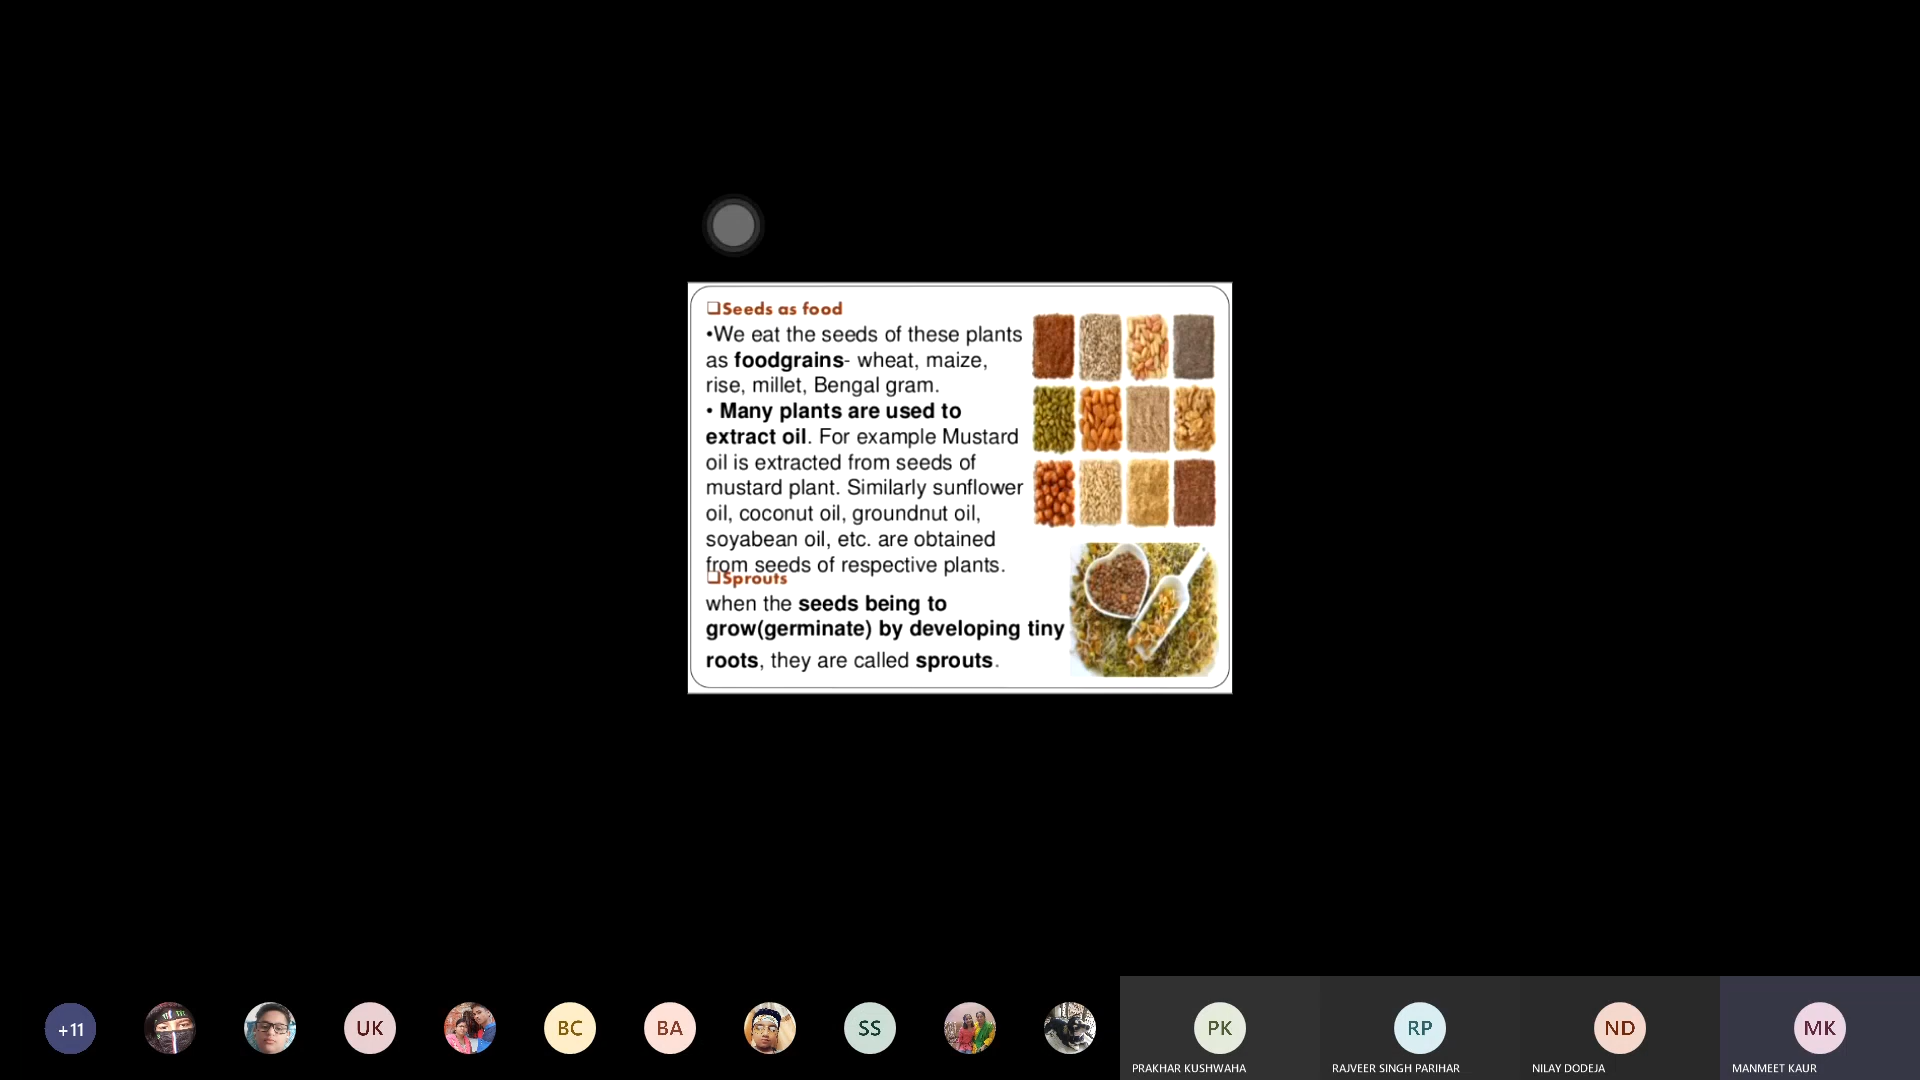 ❑Seeds as food
•We eat the seeds of these plants
as foodgrains- wheat, maize,
rise, millet, Bengal gram.
• Many plants are used to
extract oil. For example Mustard
oil is extracted from seeds of
mustard plant. Similarly sunflower
oil, coconut oil, groundnut oil,
soyabean oil, etc. are obtained
from seeds of respective plants.
❑Sprouts
when the seeds being to
grow(germinate) by developing tiny
roots, they are called sprouts.
+11
UK
BC
BA
SS
PK
PRAKHAR KUSHWAHA
RP
RAJVEER SINGH PARIHAR
ND
NILAY DODEJA
MK
MANMEET KAUR